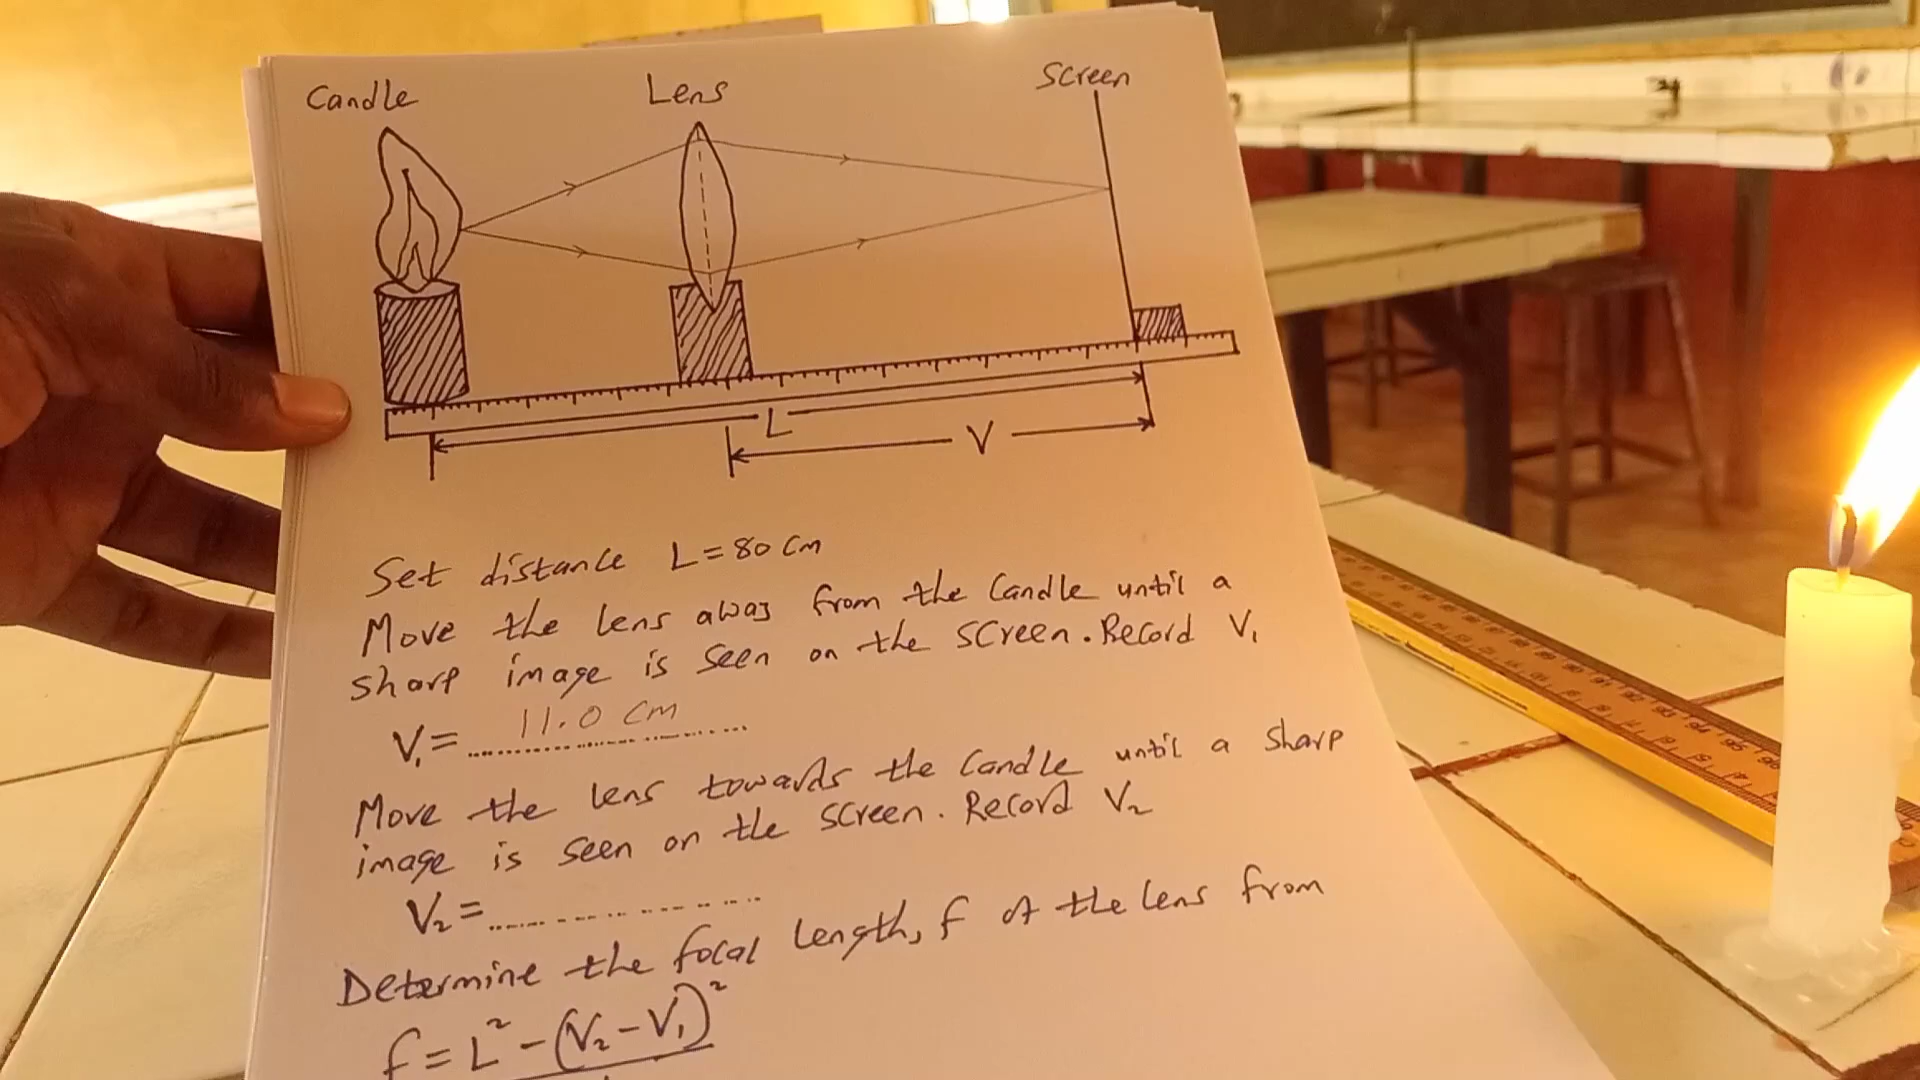 Candle Lens Screen
L
V
Set distance L=80 cm
Move the lens away from the candle until a
sharp image is seen on the screen. Record V₁
V₁= 11.0 cm
Move the lens towards the candle until a sharp
image is seen on the screen. Record V₂
V₂=
Determine the focal length, f of the lens from
f = L² - (V₂ - V₁)²